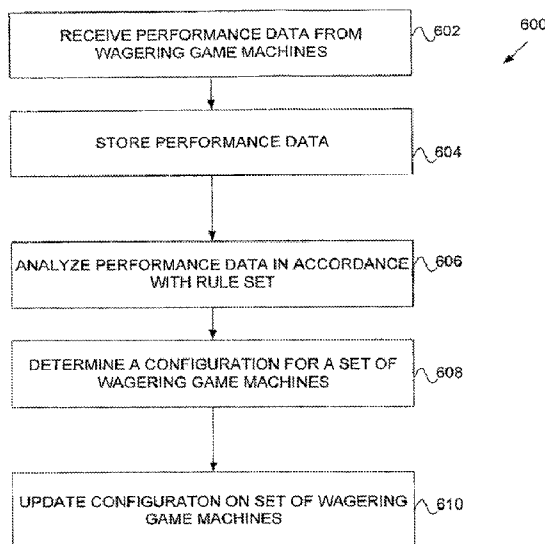 600
RECEIVE PERFORMANCE DATA FROM
WAGERING GAME MACHINES
602
STORE PERFORMANCE DATA
604
ANALYZE PERFORMANCE DATA IN ACCORDANCE
WITH RULE SET
606
DETERMINE A CONFIGURATION FOR A SET OF
WAGERING GAME MACHINES
608
UPDATE CONFIGURATON ON SET OF WAGERING
GAME MACHINES
610